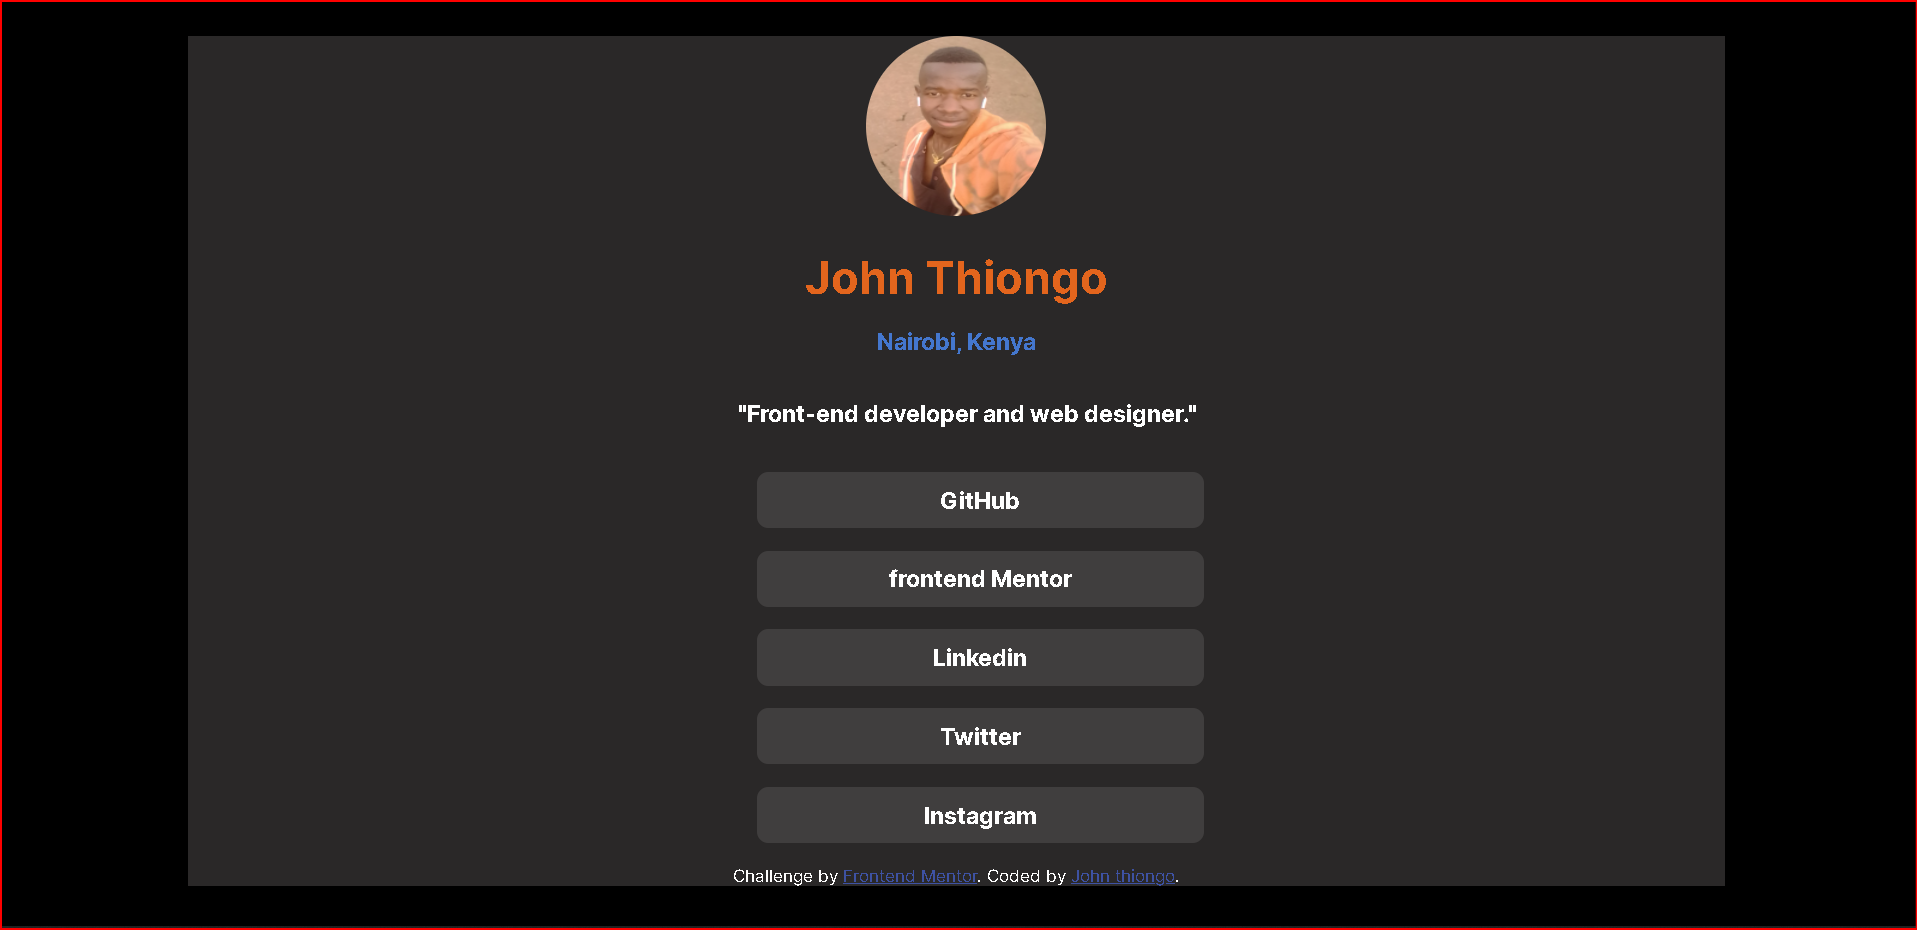 John Thiongo
Nairobi, Kenya
"Front-end developer and web designer."
GitHub
frontend Mentor
Linkedin
Twitter
Instagram
Challenge by Frontend Mentor. Coded by John thiongo.